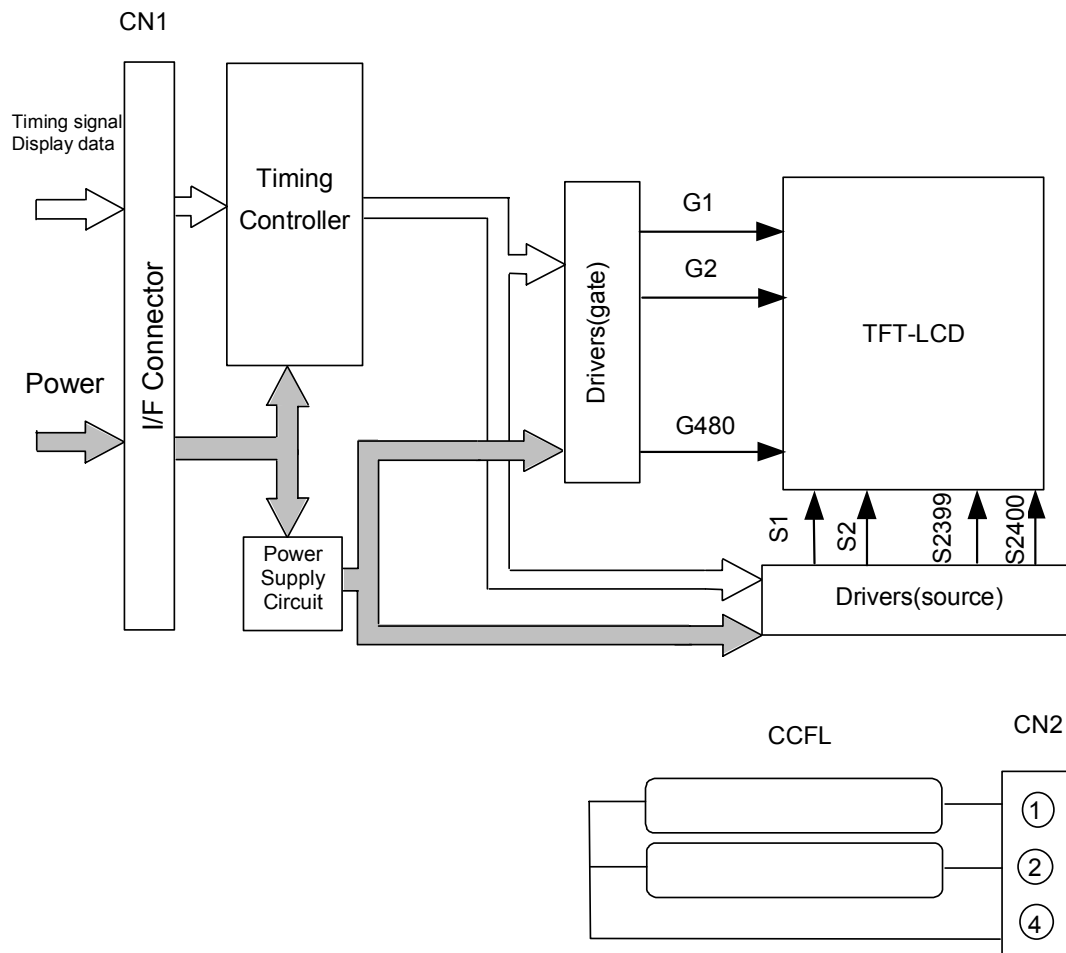 CN1
Timing signal
Display data
Power
I/F Connector
Timing
Controller
Power
Supply
Circuit
Drivers(gate)
G1
G2
G480
TFT-LCD
S1
S2
S2399
S2400
Drivers(source)
CCFL
CN2
1
2
4